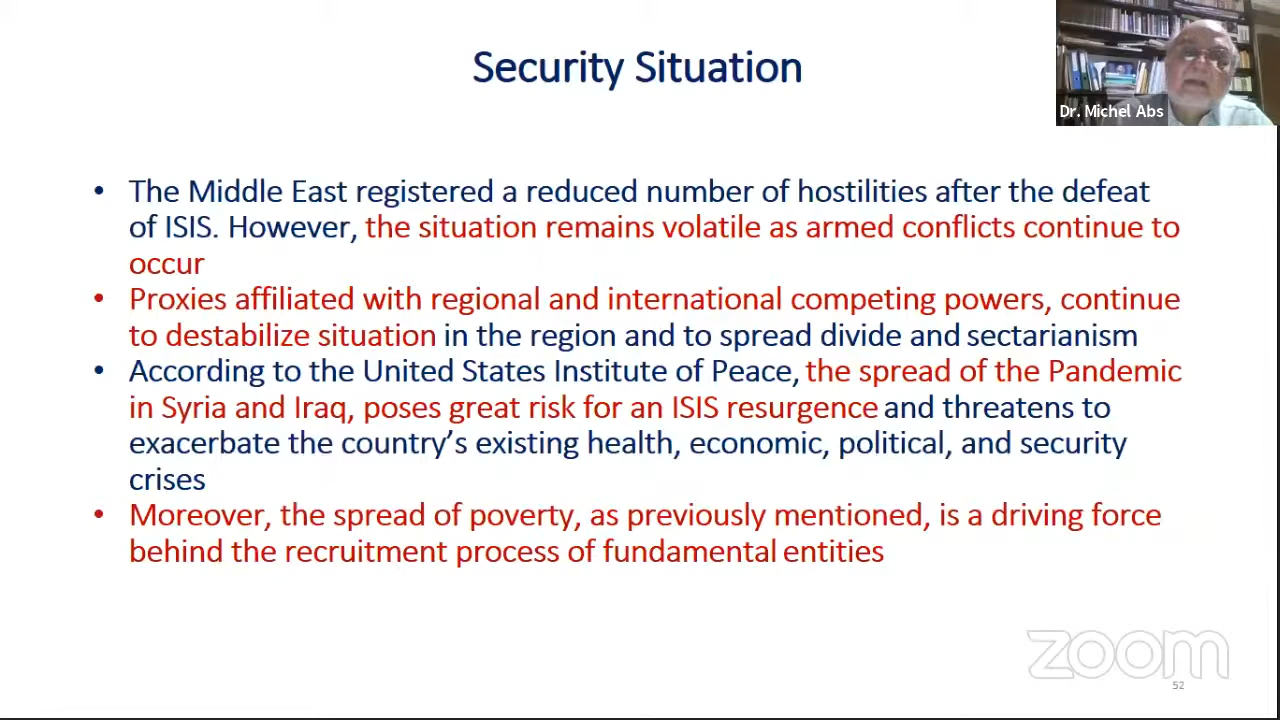 Security Situation
Dr. Michel Abs
• The Middle East registered a reduced number of hostilities after the defeat
of ISIS. However, the situation remains volatile as armed conflicts continue to
occur
• Proxies affiliated with regional and international competing powers, continue
to destabilize situation in the region and to spread divide and sectarianism
• According to the United States Institute of Peace, the spread of the Pandemic
in Syria and Iraq, poses great risk for an ISIS resurgence and threatens to
exacerbate the country’s existing health, economic, political, and security
crises
• Moreover, the spread of poverty, as previously mentioned, is a driving force
behind the recruitment process of fundamental entities
zoom
52